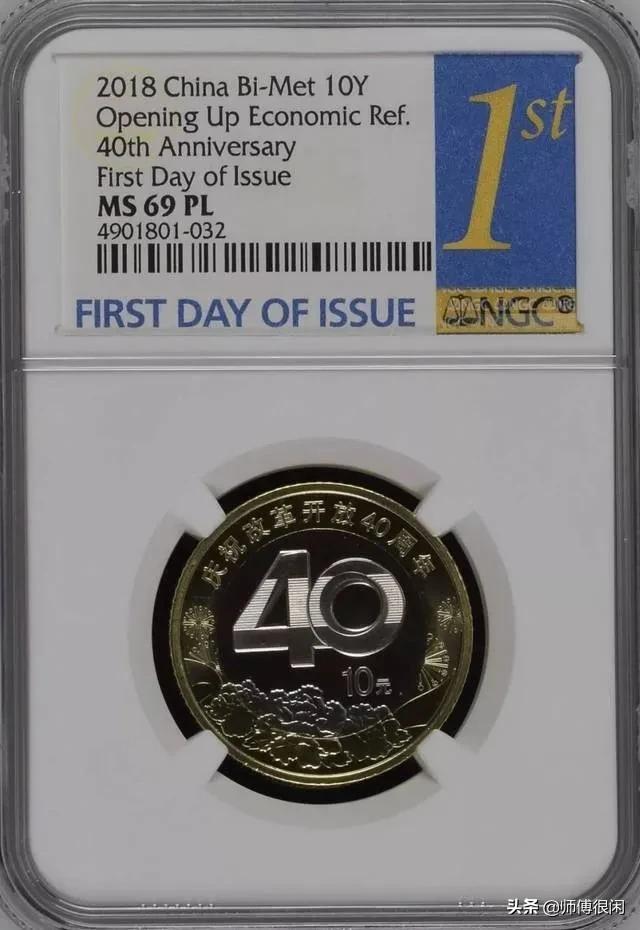 2018 China Bi-Met 10Y
Opening Up Economic Ref.
40th Anniversary
First Day of Issue
MS 69 PL
4901801-032
FIRST DAY OF ISSUE
1st
NGC®
庆祝改革开放40周年
40
10元
头条 @师傅很闲